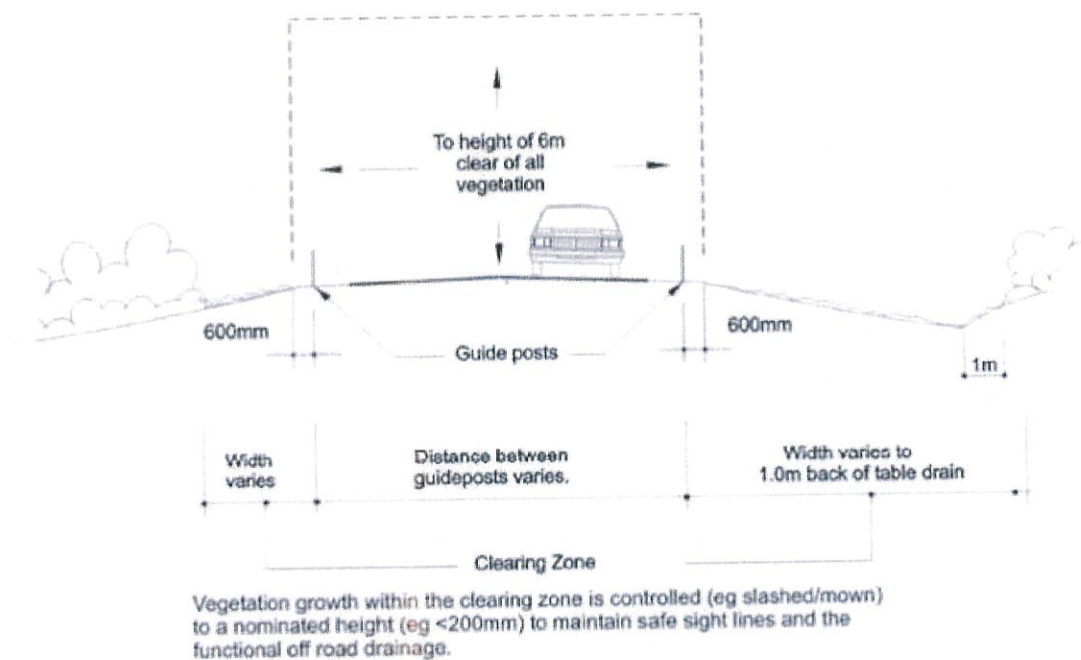 To height of 6m
clear of all
vegetation
600mm
600mm
Guide posts
1m
Width
varies
Distance between
guideposts varies.
Width varies to
1.0m back of table drain
Clearing Zone
Vegetation growth within the clearing zone is controlled (eg slashed/mown)
to a nominated height (eg <200mm) to maintain safe sight lines and the
functional off road drainage.